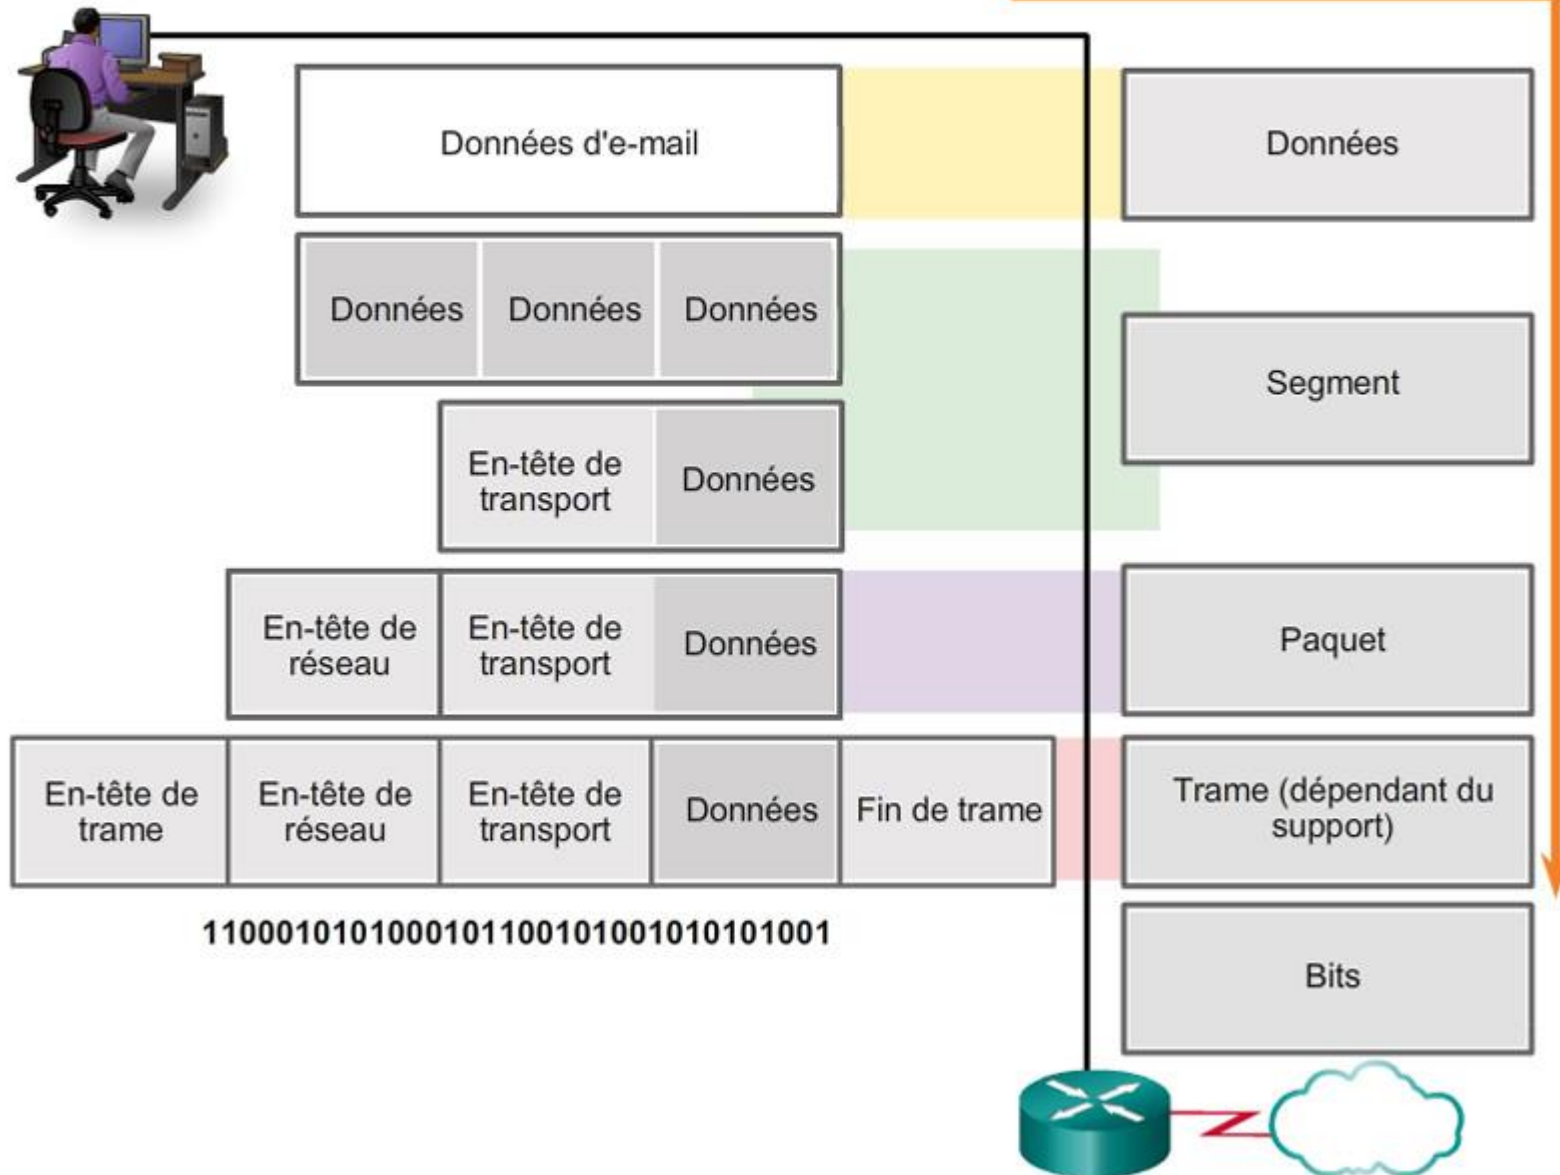 Données d'e-mail
Données
Données
Données
Données
Segment
En-tête de
transport
Données
En-tête de
réseau
En-tête de
transport
Données
Paquet
En-tête de
trame
En-tête de
réseau
En-tête de
transport
Données
Fin de trame
Trame (dépendant du
support)
1100010101000101100101001010101001
Bits